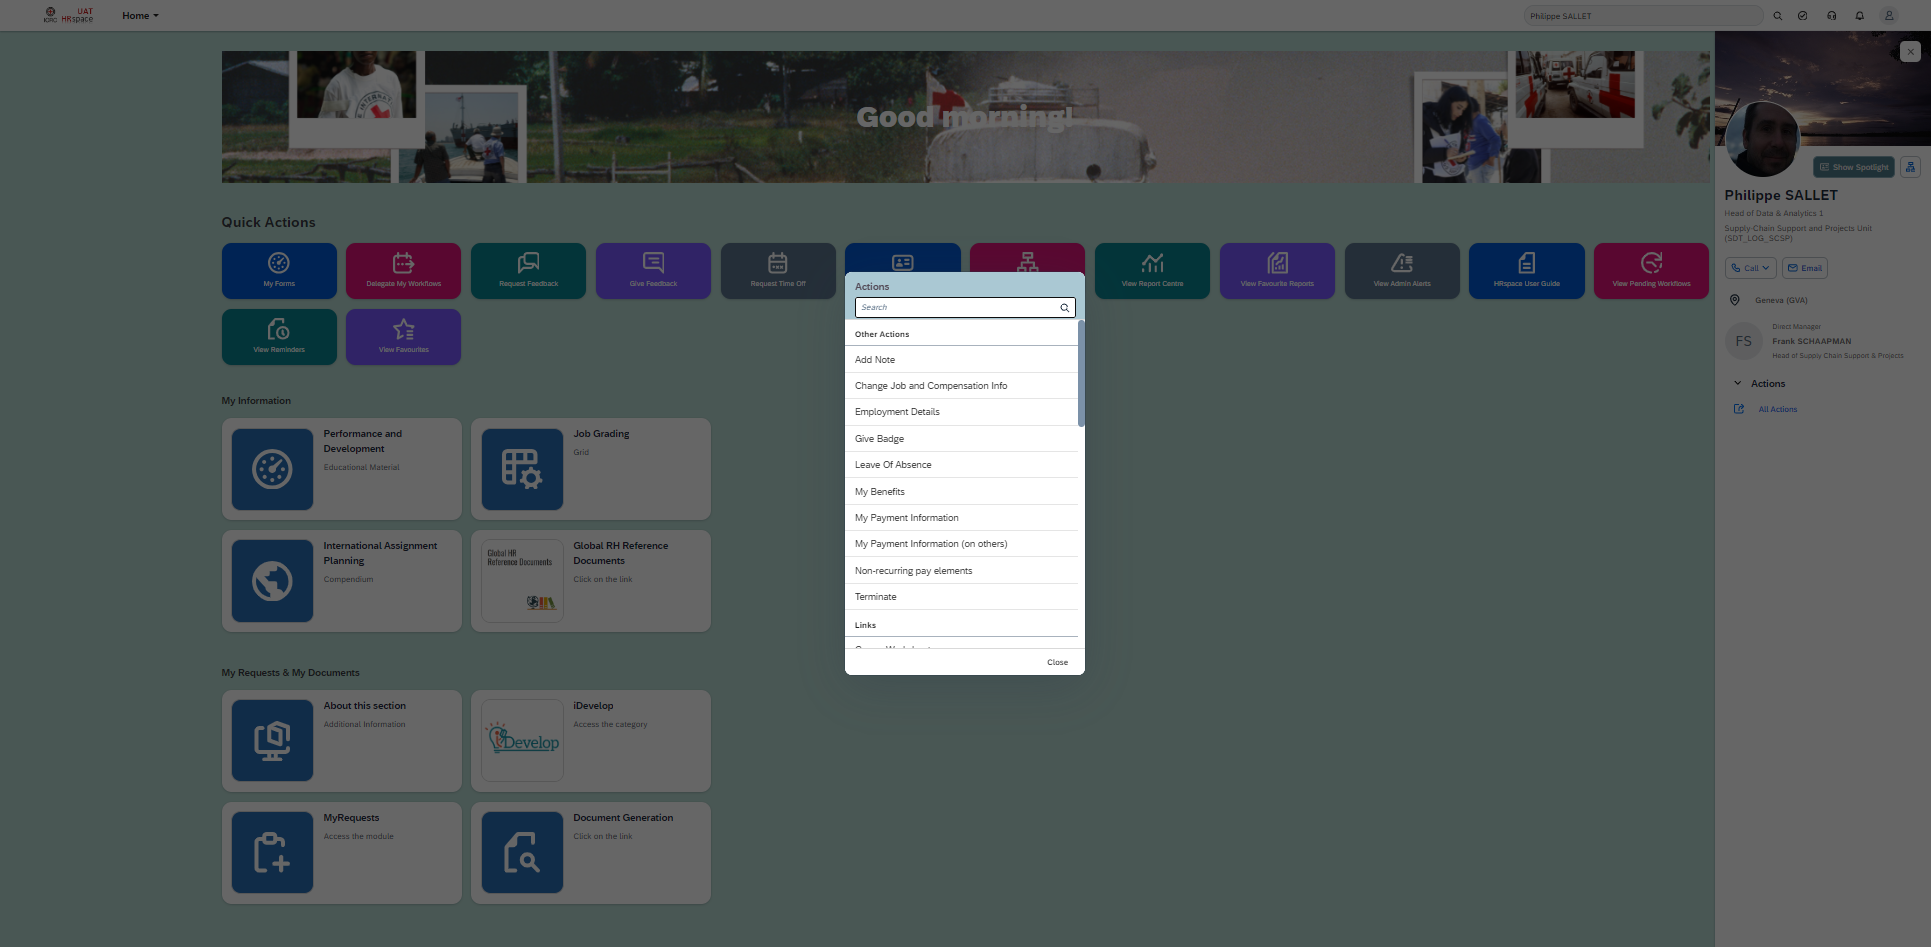 ICRC
UAT
HRspace
Home
Philippe SALLET
Good morning!
Quick Actions
My Forms
Delegate My Workflows
Request Feedback
Give Feedback
Request Time Off
View Report Centre
View Favourite Reports
View Admin Alerts
HRspace User Guide
View Pending Workflows
View Reminders
View Favourites
My Information
Performance and
Development
Educational Material
Job Grading
Grid
International Assignment
Planning
Compendium
Global HR
Reference Documents
Global RH Reference
Documents
Click on the link
My Requests & My Documents
About this section
Additional Information
iDevelop
iDevelop
Access the category
MyRequests
Access the module
Document Generation
Click on the link
Actions
Search
Other Actions
Add Note
Change Job and Compensation Info
Employment Details
Give Badge
Leave Of Absence
My Benefits
My Payment Information
My Payment Information (on others)
Non-recurring pay elements
Terminate
Links
Close
Show Spotlight
Philippe SALLET
Head of Data & Analytics 1
Supply Chain Support and Projects Unit
(SDT_LOG_SCSP)
Call
Email
Geneva (GVA)
FS
Direct Manager
Frank SCHAAPMAN
Head of Supply Chain Support & Projects
Actions
All Actions